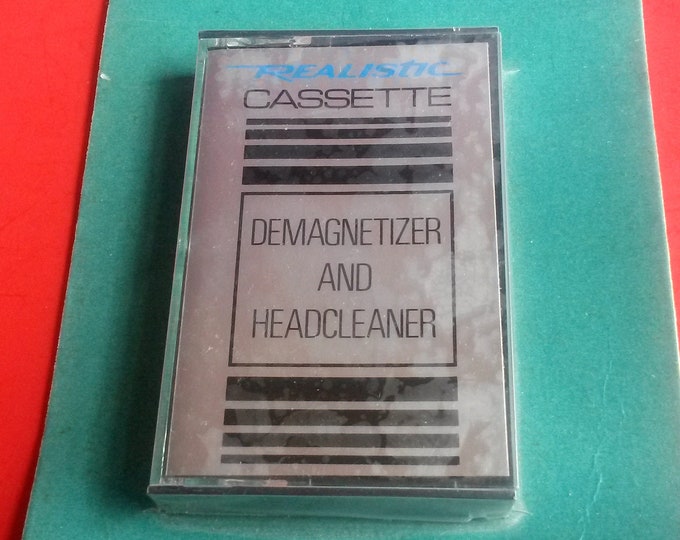 REALISTIC
CASSETTE
DEMAGNETIZER
AND
HEADCLEANER